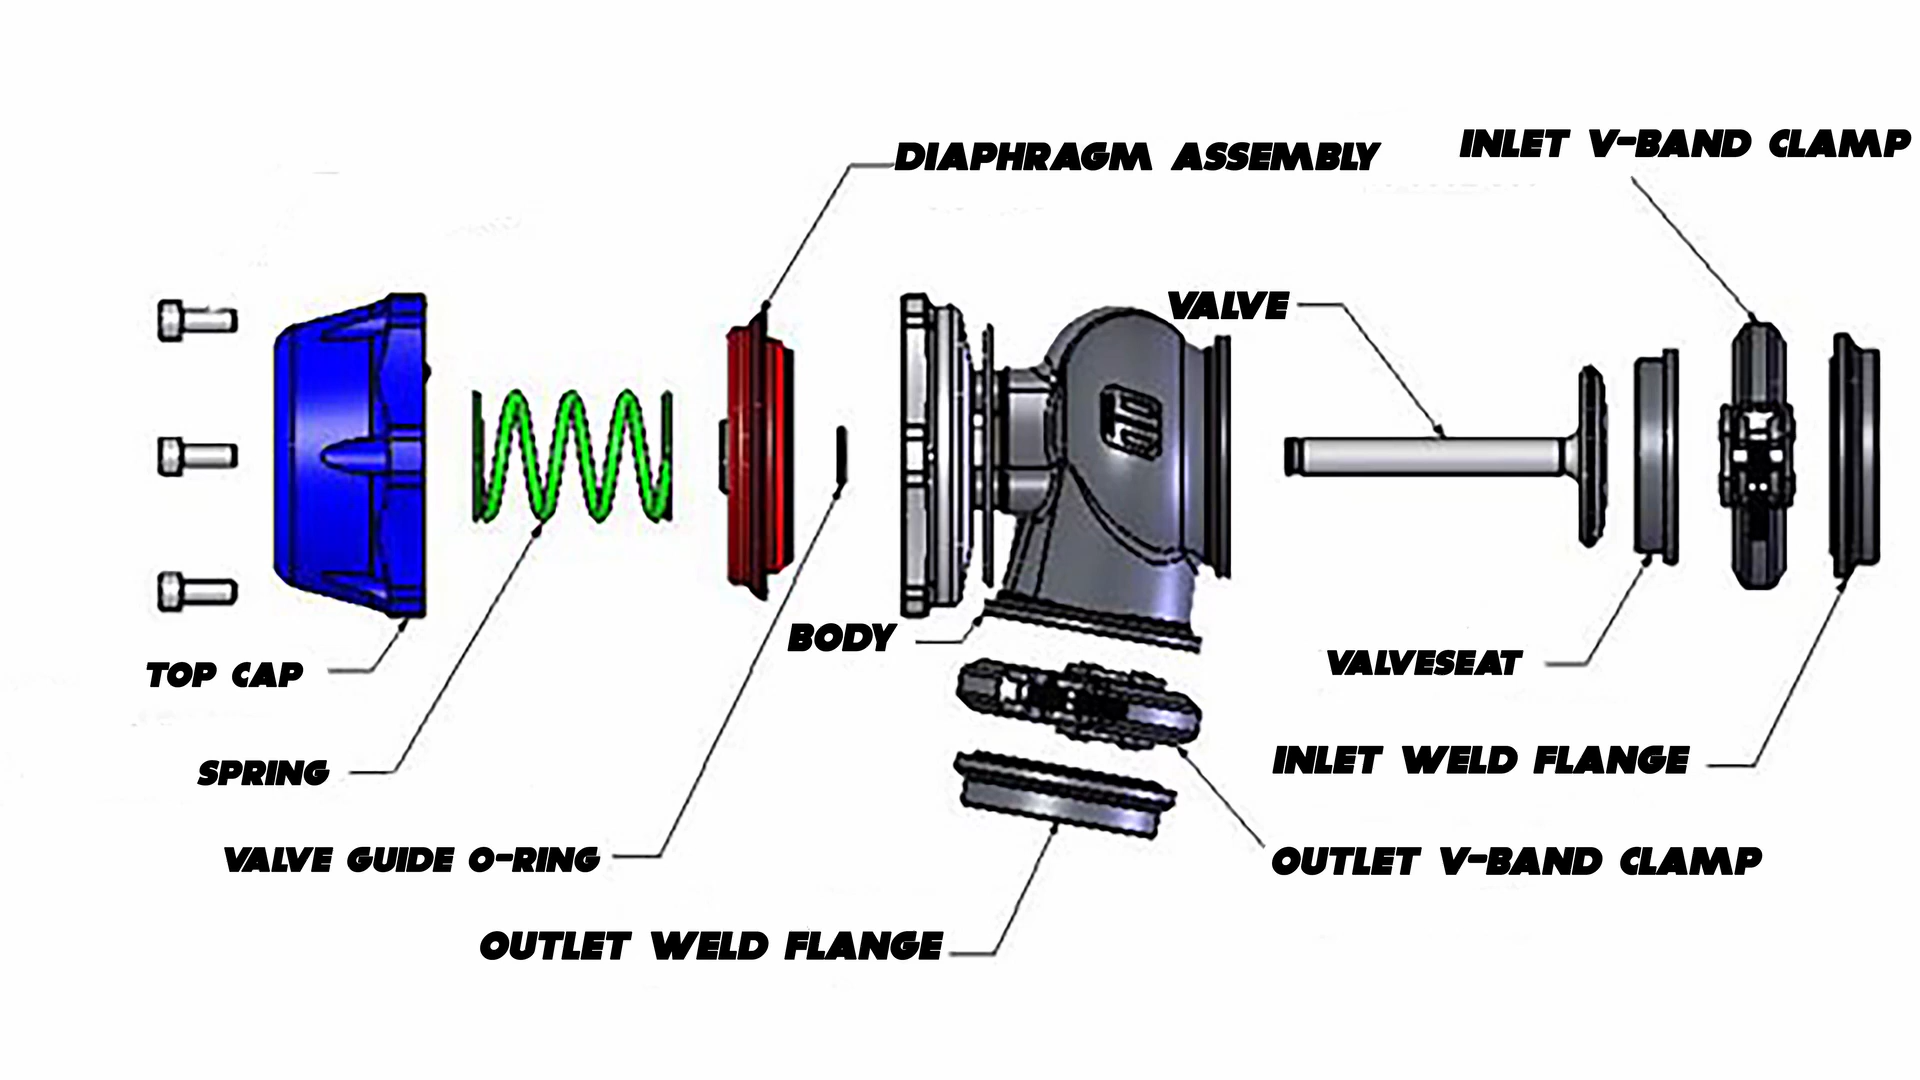 DIAPHRAGM ASSEMBLY
INLET V-BAND CLAMP
VALVE
BODY
TOP CAP
VALVESEAT
SPRING
INLET WELD FLANGE
VALVE GUIDE O-RING
OUTLET V-BAND CLAMP
OUTLET WELD FLANGE